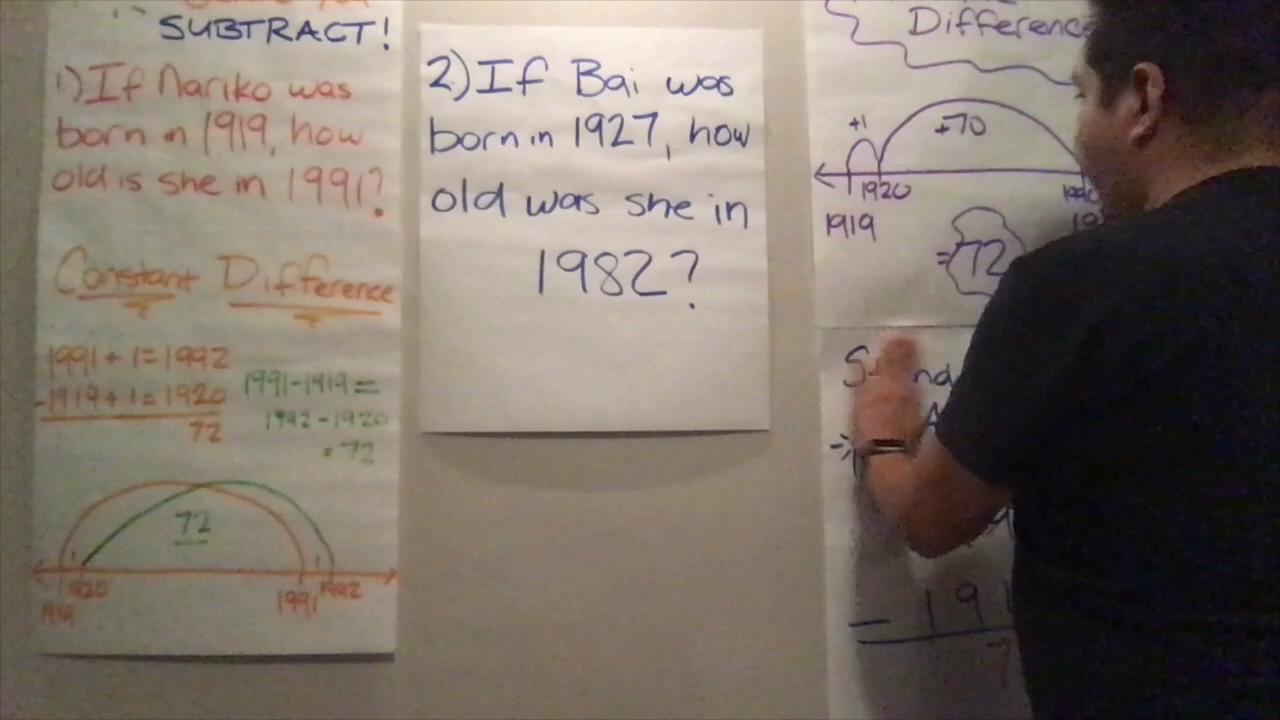 SUBTRACT!
1) If Nariko was
born in 1919, how
old is she in 1991?
Constant Difference
1991 + 1 = 1992
- 1919 + 1 = 1920
72
1991 - 1919 =
1992 - 1920
= 72
72
1920
1919
1991
1992
2) If Bai was
born in 1927, how
old was she in
1982?
Difference
+1
+70
1920
1919
= 72
- 19
7